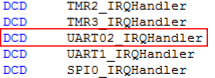 DCD TMR2_IRQHandler
DCD TMR3_IRQHandler
DCD UART02_IRQHandler
DCD UART1_IRQHandler
DCD SPI0_IRQHandler